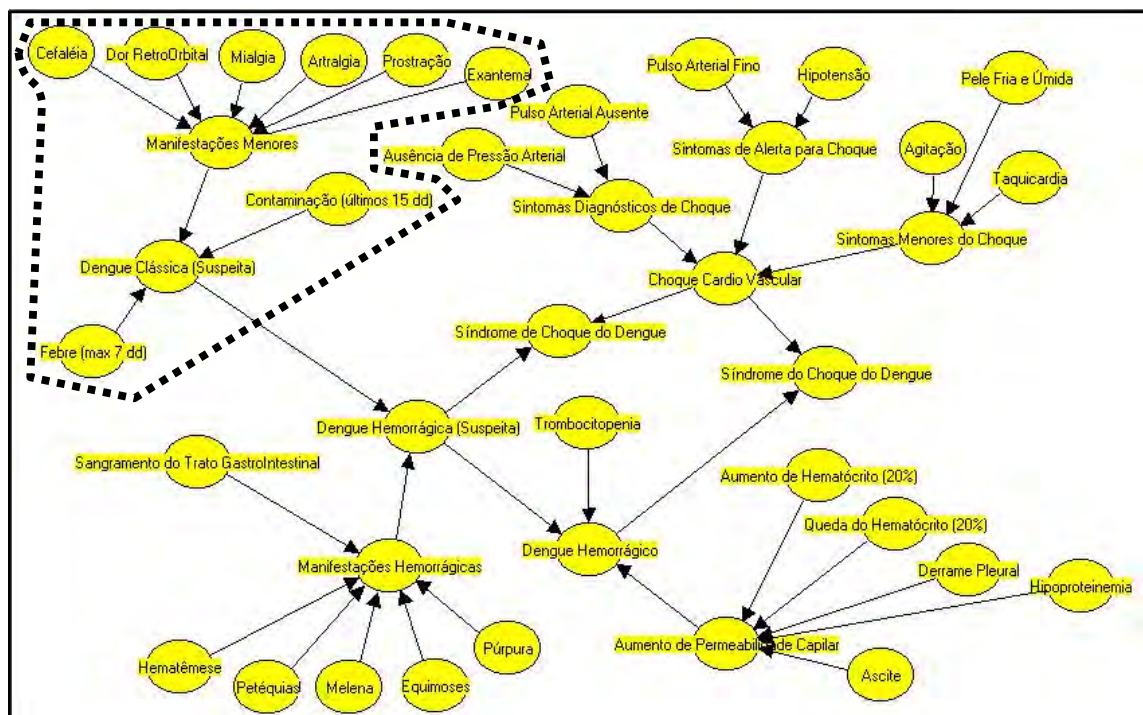 Cefaléia
Dor RetroOrbital
Mialgia
Artralgia
Prostração
Exantema
Manifestações Menores
Contaminação (últimos 15 dd)
Dengue Clássica (Suspeita)
Febre (max 7 dd)
Pulso Arterial Ausente
Ausência de Pressão Arterial
Sintomas Diagnósticos de Choque
Pulso Arterial Fino
Hipotensão
Sintomas de Alerta para Choque
Pele Fria e Úmida
Agitação
Taquicardia
Sintomas Menores do Choque
Choque Cardio Vascular
Síndrome de Choque do Dengue
Síndrome do Choque do Dengue
Dengue Hemorrágica (Suspeita)
Trombocitopenia
Sangramento do Trato GastroIntestinal
Aumento de Hematócrito (20%)
Queda do Hematócrito (20%)
Dengue Hemorrágico
Manifestações Hemorrágicas
Derrame Pleural
Hipoproteinemia
Aumento de Permeabilidade Capilar
Ascite
Hematêmese
Petéquias
Melena
Equimoses
Púrpura